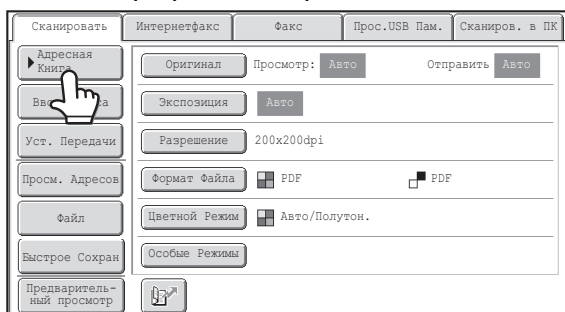 Сканировать
Интернетфакс
Факс
Прос.USB Пам.
Сканиров. в ПК
Адресная
Книга
Оригинал
Просмотр:
Авто
Отправить
Авто
Экспозиция
Авто
Уст. Передачи
Разрешение
200x200dpi
Просм. Адресов
Формат Файла
PDF
PDF
Файл
Цветной Режим
Авто/Полутон.
Быстрое Сохран
Особые Режимы
Предваритель-
ный просмотр